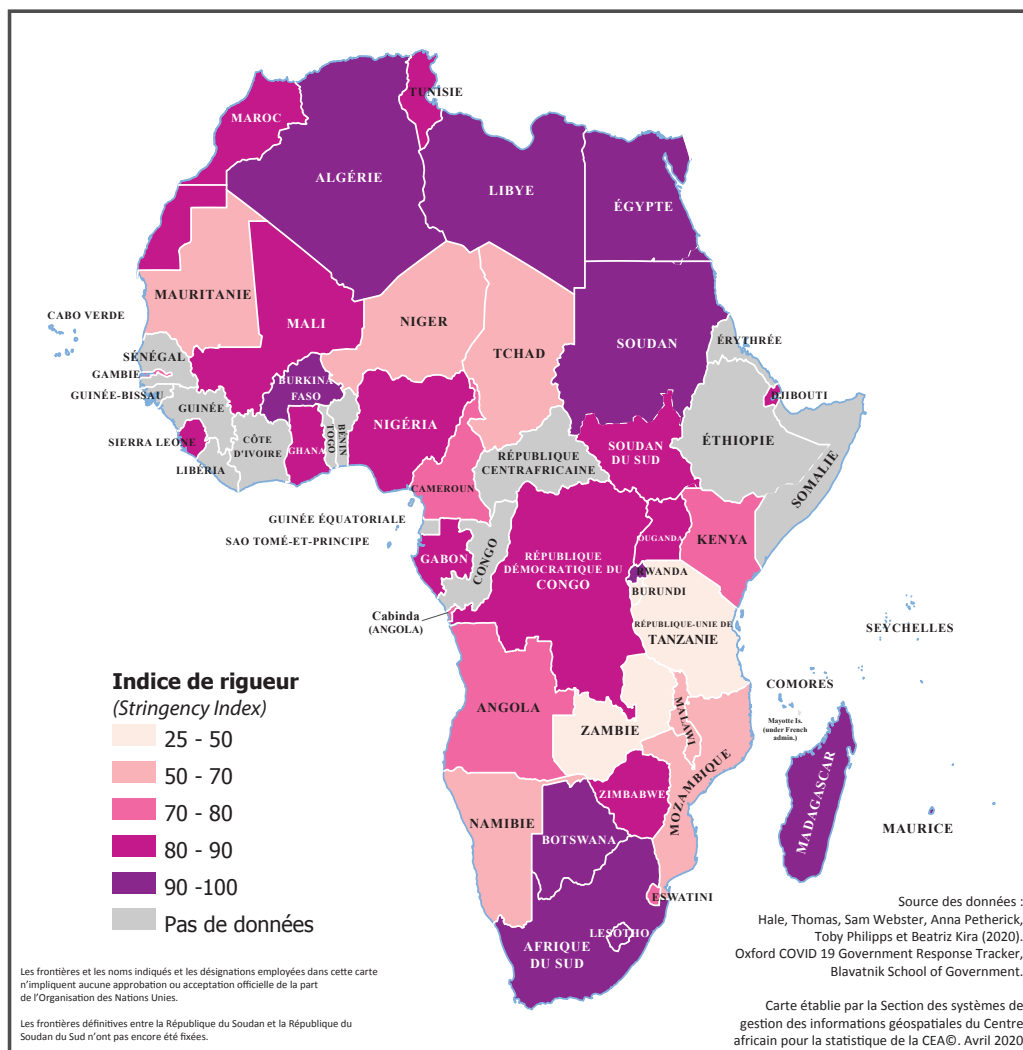 TUNISIE
MAROC
ALGÉRIE
LIBYE
ÉGYPTE
MAURITANIE
CABO VERDE
MALI
NIGER
TCHAD
SOUDAN
ÉRYTHRÉE
SÉNÉGAL
GAMBIE
GUINÉE-BISSAU
GUINÉE
BURKINA
FASO
DJIBOUTI
SIERRA LEONE
CÔTE
D'IVOIRE
GHANA
TOGO
BÉNIN
NIGÉRIA
SOUDAN
DU SUD
ÉTHIOPIE
LIBÉRIA
RÉPUBLIQUE
CENTRAFRICAINE
SOMALIE
CAMEROUN
GUINÉE ÉQUATORIALE
SAO TOMÉ-ET-PRINCIPE
GABON
CONGO
RÉPUBLIQUE
DÉMOCRATIQUE DU
CONGO
OUGANDA
KENYA
RWANDA
BURUNDI
Cabinda
(ANGOLA)
RÉPUBLIQUE-UNIE DE
TANZANIE
SEYCHELLES
COMORES
Mayotte Is.
(under French
admin.)
ANGOLA
ZAMBIE
MALAWI
MOZAMBIQUE
ZIMBABWE
MADAGASCAR
MAURICE
NAMIBIE
BOTSWANA
ESWATINI
LESOTHO
AFRIQUE
DU SUD
Indice de rigueur
(Stringency Index)
25 - 50
50 - 70
70 - 80
80 - 90
90 -100
Pas de données
Les frontières et les noms indiqués et les désignations employées dans cette carte
n'impliquent aucune approbation ou acceptation officielle de la part
de l'Organisation des Nations Unies.
Les frontières définitives entre la République du Soudan et la République du
Soudan du Sud n'ont pas encore été fixées.
Source des données :
Hale, Thomas, Sam Webster, Anna Petherick,
Toby Philipps et Beatriz Kira (2020).
Oxford COVID 19 Government Response Tracker,
Blavatnik School of Government.
Carte établie par la Section des systèmes de
gestion des informations géospatiales du Centre
africain pour la statistique de la CEA©. Avril 2020